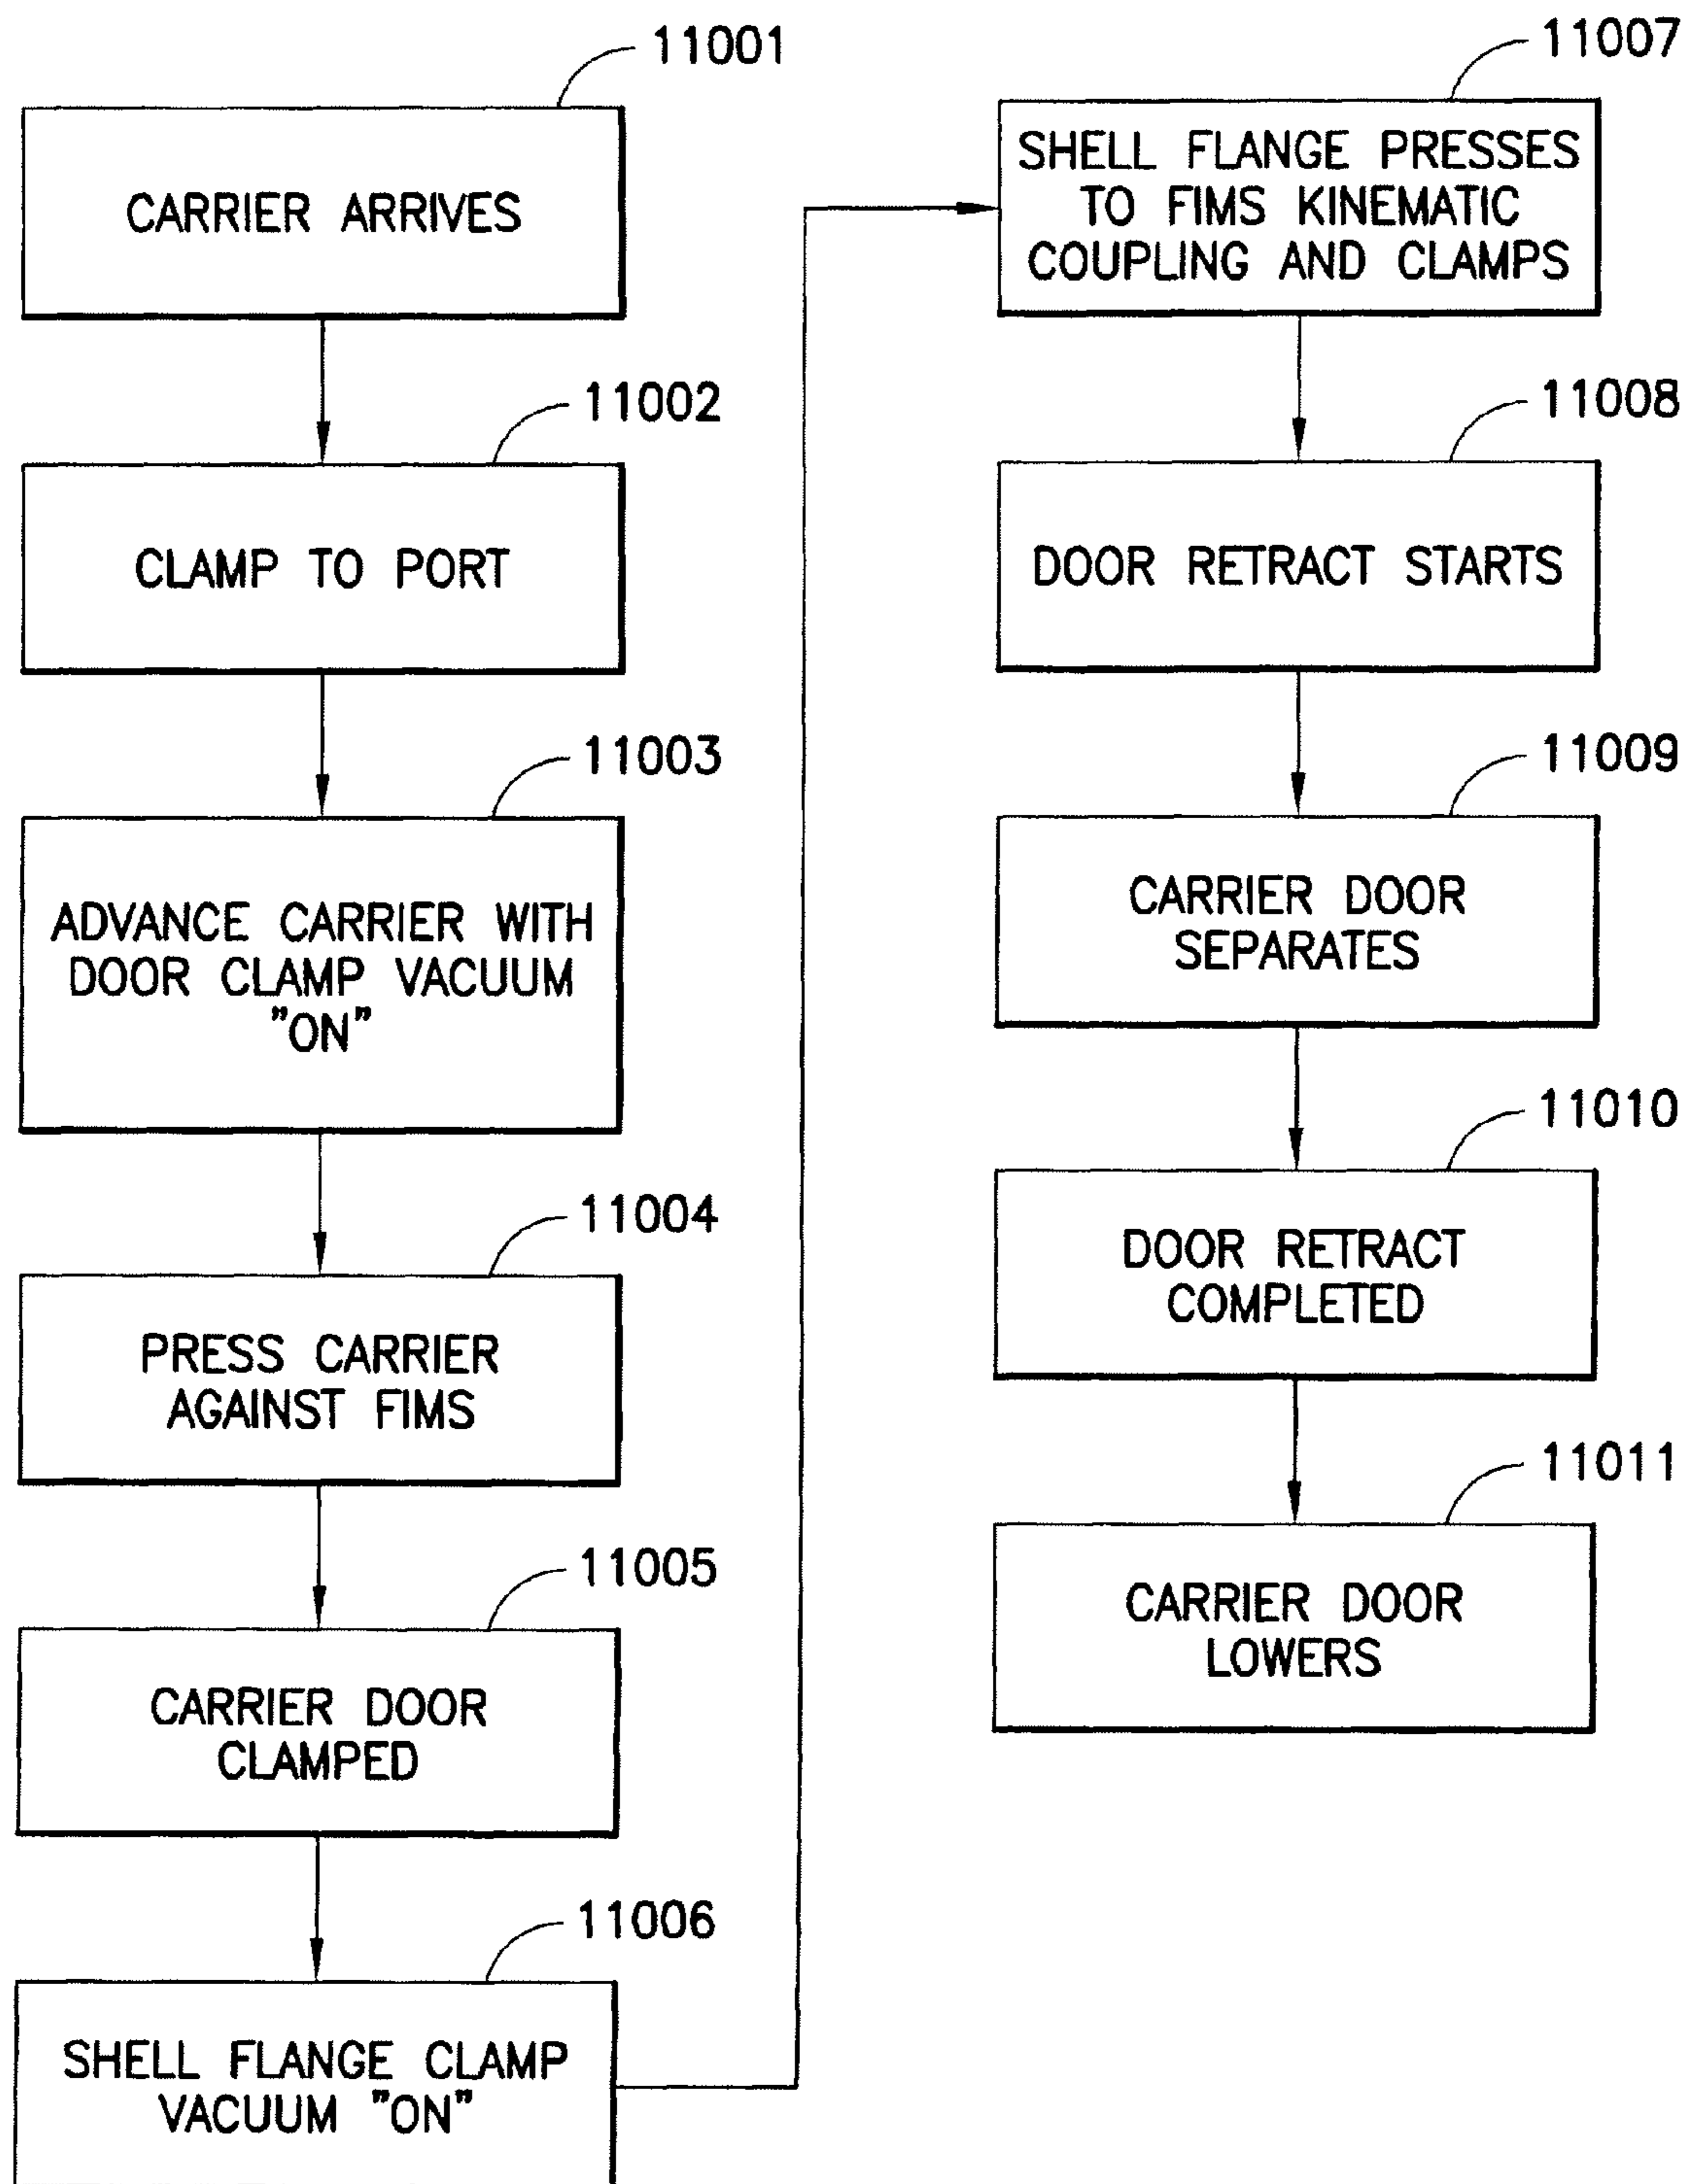 11001
CARRIER ARRIVES
11002
CLAMP TO PORT
11003
ADVANCE CARRIER WITH
DOOR CLAMP VACUUM
"ON"
11004
PRESS CARRIER
AGAINST FIMS
11005
CARRIER DOOR
CLAMPED
11006
SHELL FLANGE CLAMP
VACUUM "ON"
11007
SHELL FLANGE PRESSES
TO FIMS KINEMATIC
COUPLING AND CLAMPS
11008
DOOR RETRACT STARTS
11009
CARRIER DOOR
SEPARATES
11010
DOOR RETRACT
COMPLETED
11011
CARRIER DOOR
LOWERS